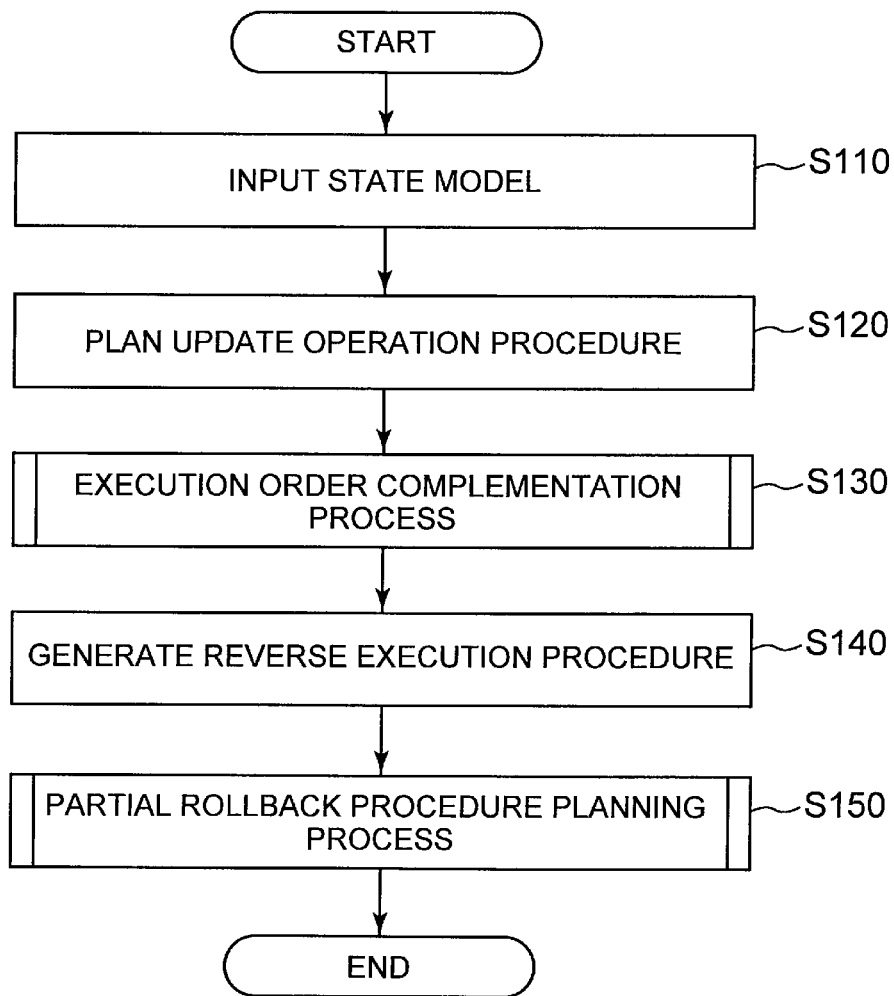 START
INPUT STATE MODEL
S110
PLAN UPDATE OPERATION PROCEDURE
S120
EXECUTION ORDER COMPLEMENTATION
PROCESS
S130
GENERATE REVERSE EXECUTION PROCEDURE
S140
PARTIAL ROLLBACK PROCEDURE PLANNING
PROCESS
S150
END